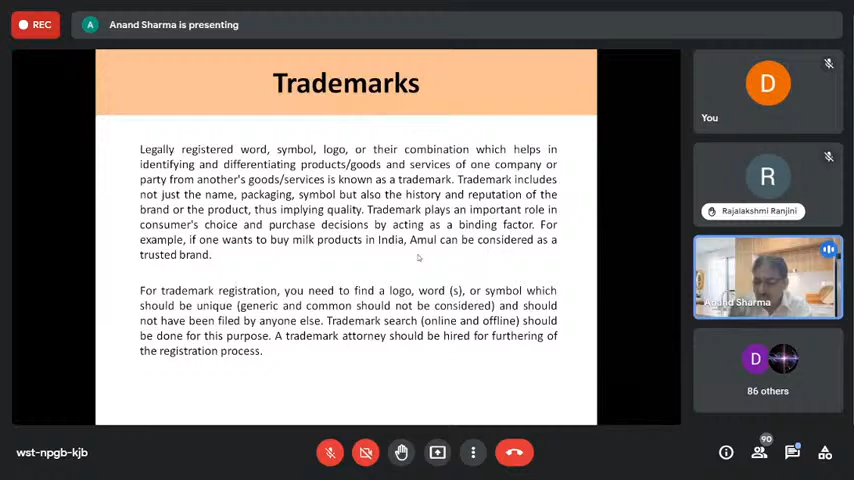 REC
A
Anand Sharma is presenting
Trademarks
Legally registered word, symbol, logo, or their combination which helps in
identifying and differentiating products/goods and services of one company or
party from another's goods/services is known as a trademark. Trademark includes
not just the name, packaging, symbol but also the history and reputation of the
brand or the product, thus implying quality. Trademark plays an important role in
consumer's choice and purchase decisions by acting as a binding factor. For
example, if one wants to buy milk products in India, Amul can be considered as a
trusted brand.
For trademark registration, you need to find a logo, word (s), or symbol which
should be unique (generic and common should not be considered) and should
not have been filed by anyone else. Trademark search (online and offline) should
be done for this purpose. A trademark attorney should be hired for furthering of
the registration process.
D
You
R
Rajalakshmi Ranjini
Anand Sharma
D
86 others
wst-npgb-kjb
90